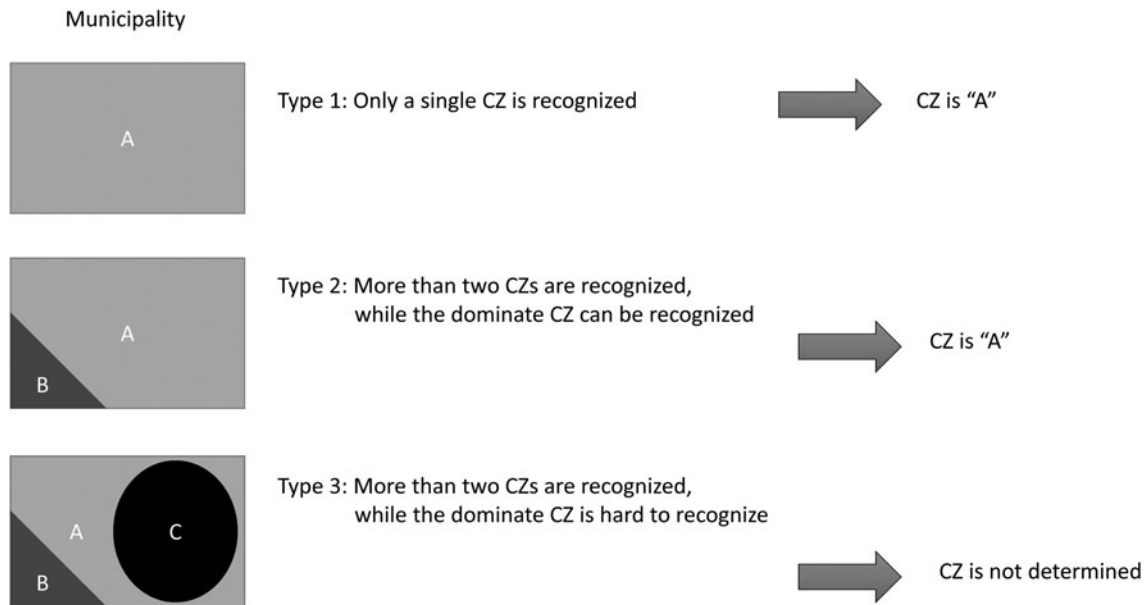 Municipality
A
Type 1: Only a single CZ is recognized
CZ is “A”
A
B
Type 2: More than two CZs are recognized,
while the dominate CZ can be recognized
CZ is “A”
A
B
C
Type 3: More than two CZs are recognized,
while the dominate CZ is hard to recognize
CZ is not determined